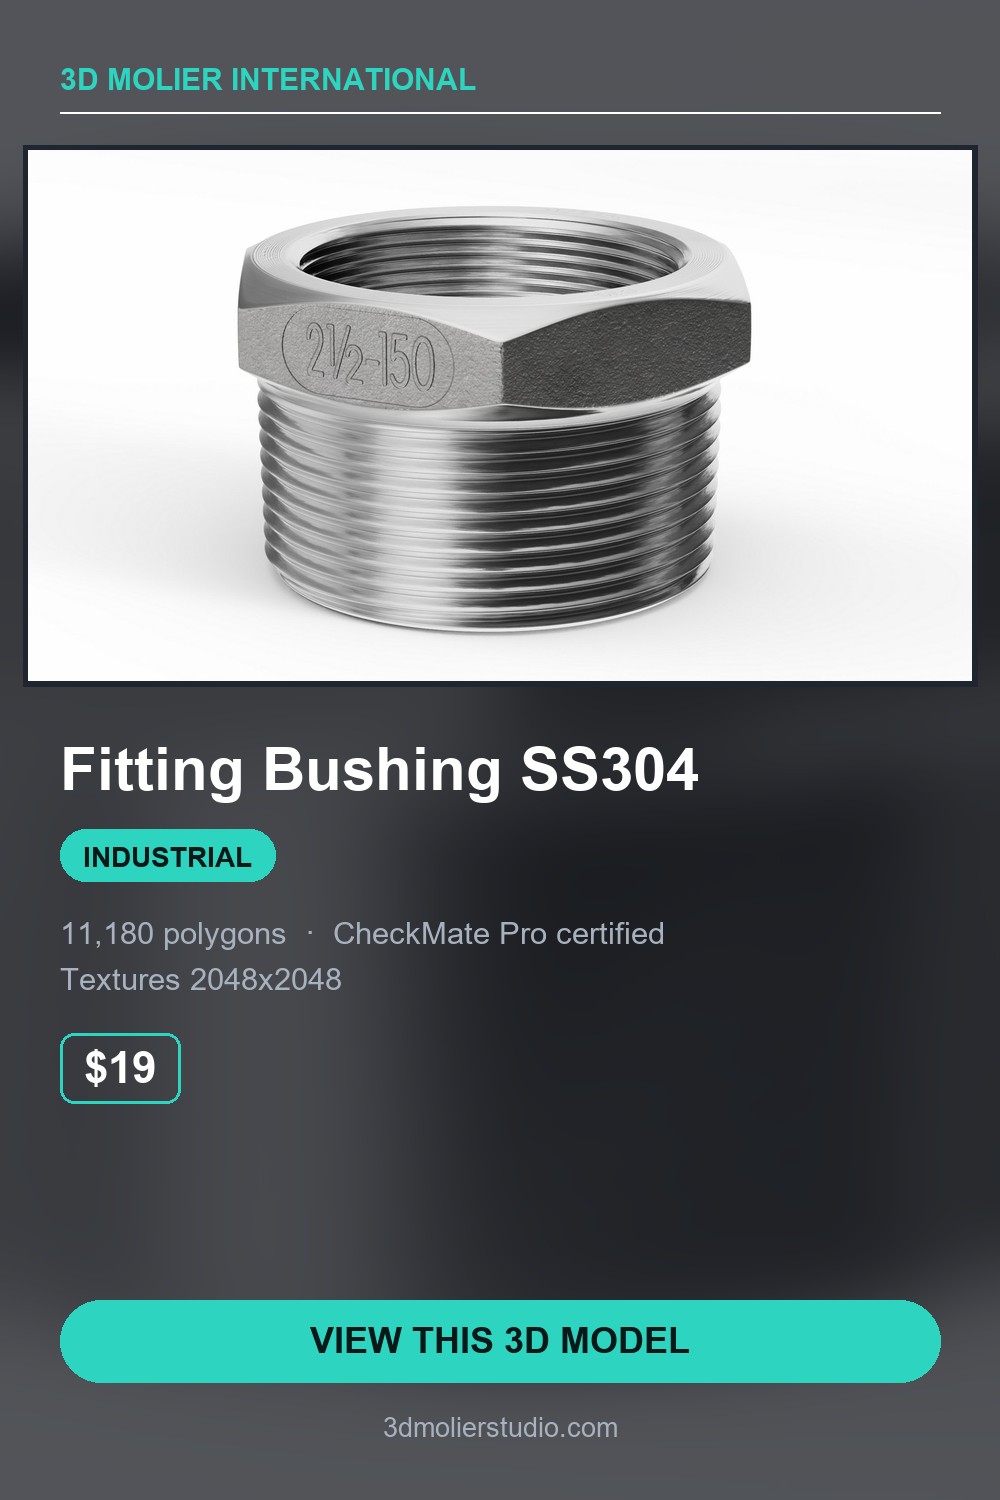 3D MOLIER INTERNATIONAL
2½-150
Fitting Bushing SS304
INDUSTRIAL
11,180 polygons · CheckMate Pro certified
Textures 2048x2048
$19
VIEW THIS 3D MODEL
3dmolierstudio.com